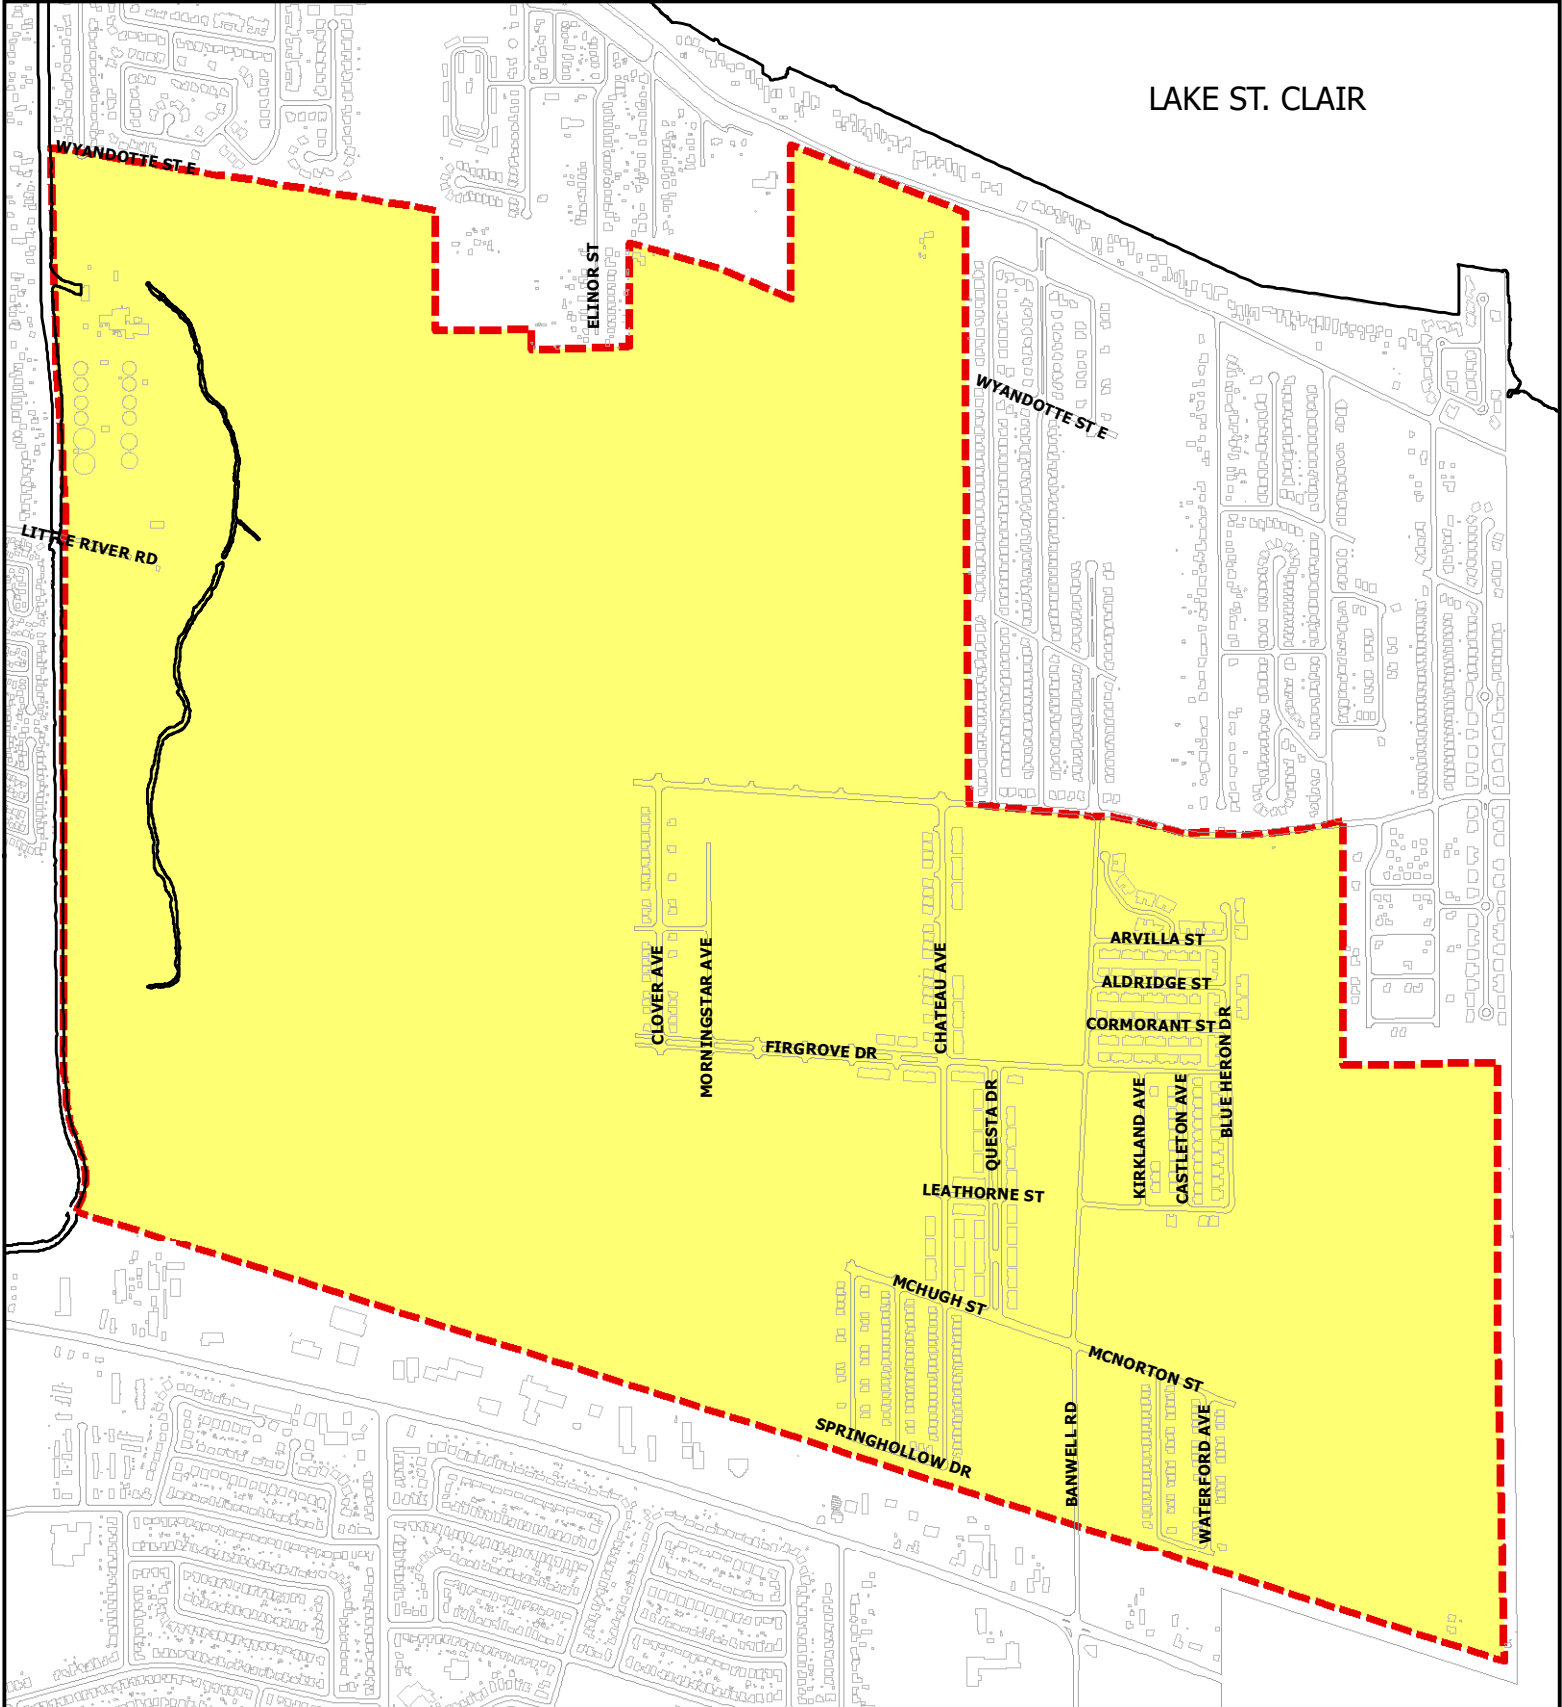 LAKE ST. CLAIR
WYANDOTTE ST E
ELINOR ST
WYANDOTTE ST E
LITTLE RIVER RD
ARVILLA ST
CLOVER AVE
MORNINGSTAR AVE
CHATEAU AVE
ALDRIDGE ST
CORMORANT ST
BLUE HERON DR
FIRGROVE DR
QUESTA DR
KIRKLAND AVE
CASTLETON AVE
LEATHORNE ST
MCHUGH ST
MCNORTON ST
SPRINGHOLLOW DR
BANWELL RD
WATERFORD AVE